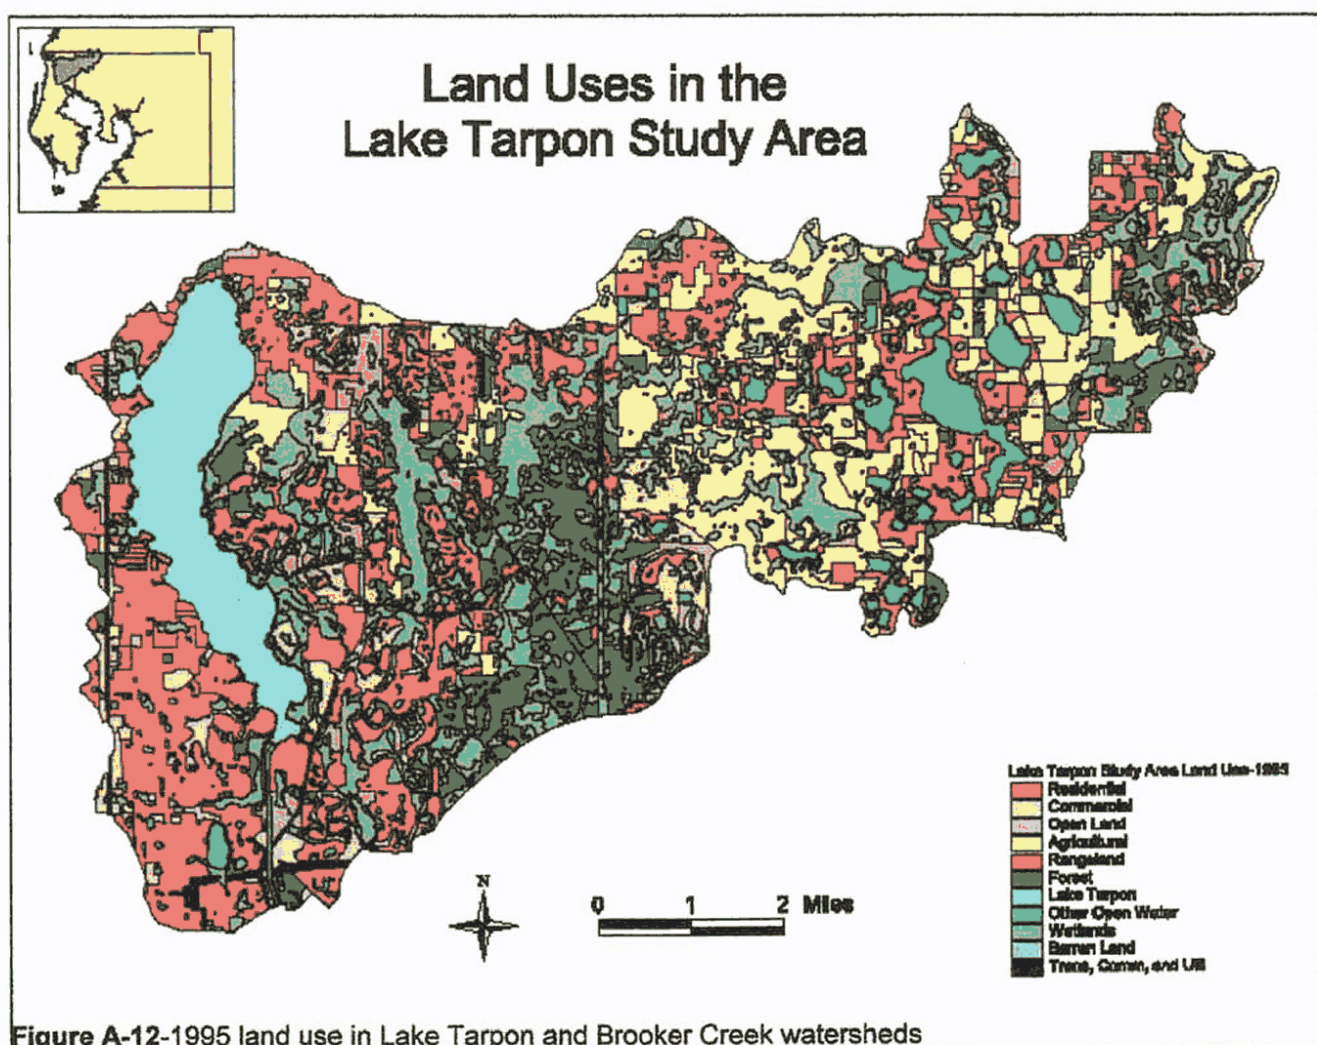 Land Uses in the
Lake Tarpon Study Area
Lake Tarpon Study Area Land Use-1995
Residential
Commercial
Open Land
Agricultural
Rangeland
Forest
Lake Tarpon
Other Open Water
Wetlands
Barren Land
Trans, Comm, and Util
N
0 1 2 Miles
Figure A-12-1995 land use in Lake Tarpon and Brooker Creek watersheds